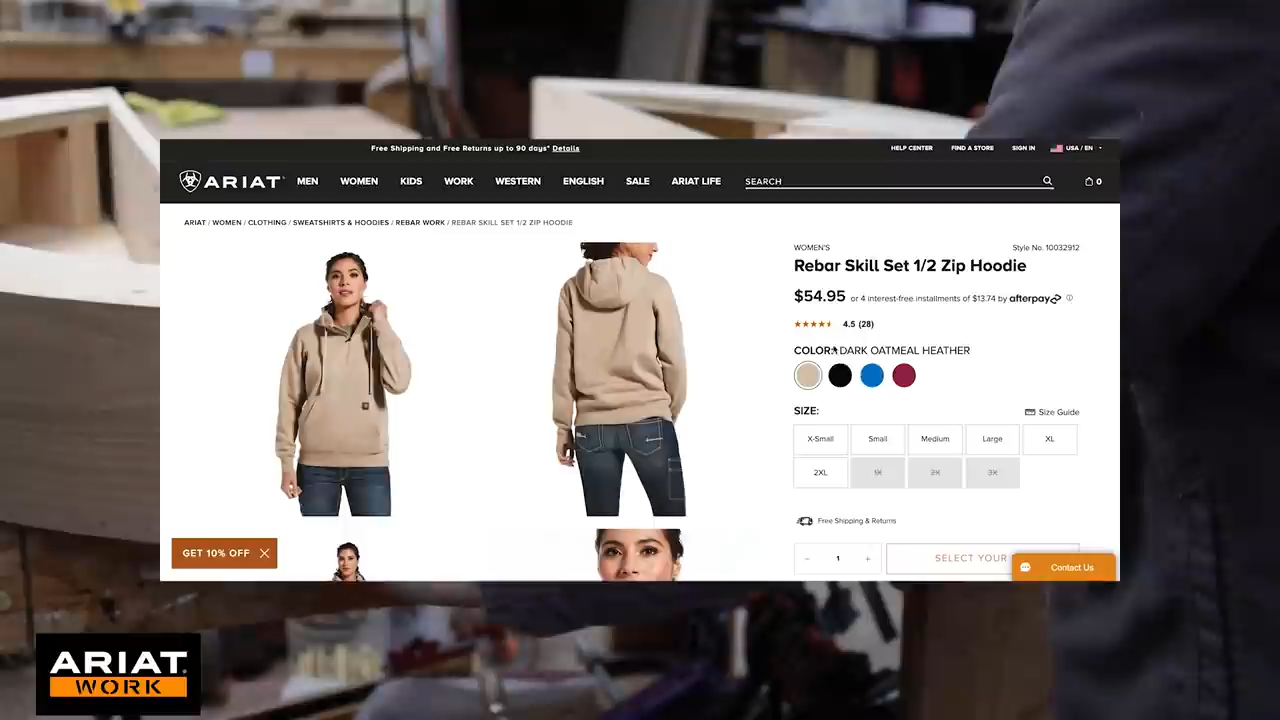 Free Shipping and Free Returns up to 90 days* Details
HELP CENTER FIND A STORE SIGN IN USA / EN
ARIAT MEN WOMEN KIDS WORK WESTERN ENGLISH SALE ARIAT LIFE SEARCH 0
ARIAT / WOMEN / CLOTHING / SWEATSHIRTS & HOODIES / REBAR WORK / REBAR SKILL SET 1/2 ZIP HOODIE
WOMEN'S Style No. 10032912
Rebar Skill Set 1/2 Zip Hoodie
$54.95 or 4 interest-free installments of $13.74 by afterpay
4.5 (28)
COLOR: DARK OATMEAL HEATHER
SIZE: Size Guide
X-Small Small Medium Large XL
2XL 1X 2X 3X
Free Shipping & Returns
GET 10% OFF
− 1 + SELECT YOUR
Contact Us
ARIAT
WORK